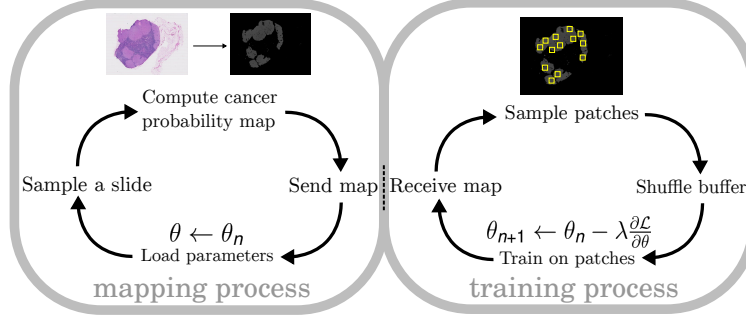 Compute cancer
probability map
Sample a slide
Send map
θ ← θₙ
Load parameters
mapping process
Sample patches
Receive map
Shuffle buffer
θₙ₊₁ ← θₙ − λ ∂ℒ/∂θ
Train on patches
training process